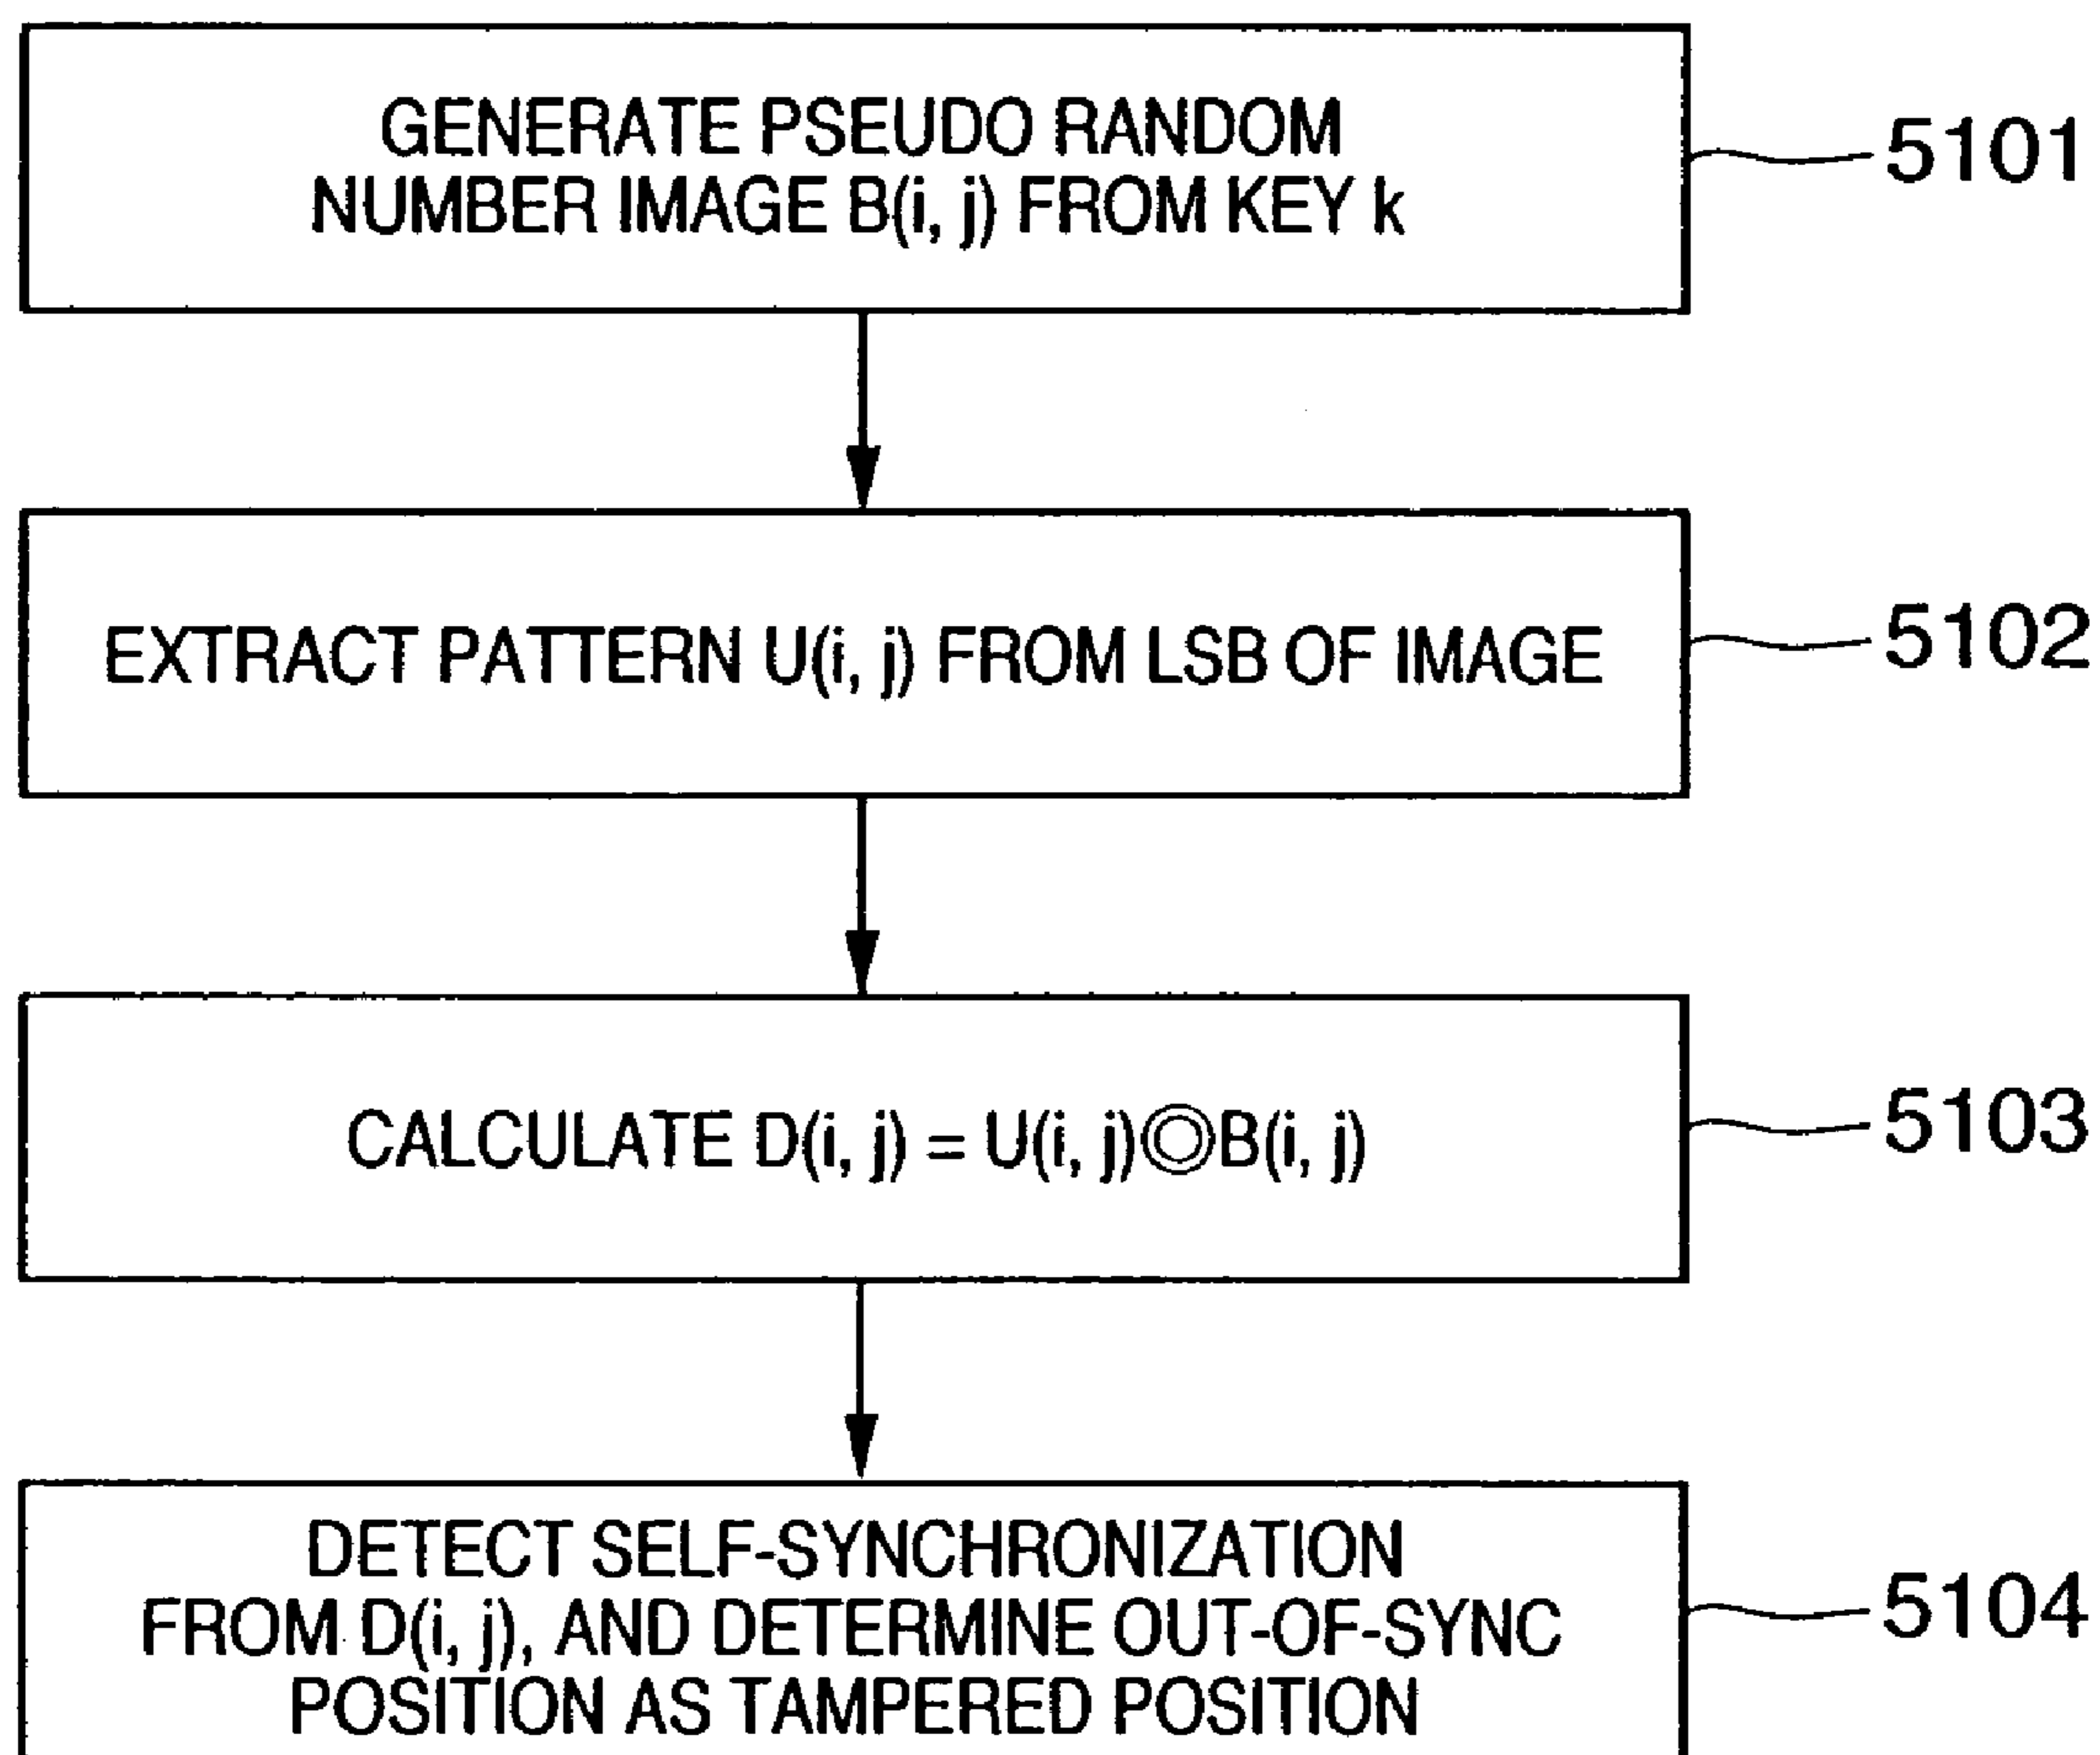 GENERATE PSEUDO RANDOM
NUMBER IMAGE B(i, j) FROM KEY k
5101
EXTRACT PATTERN U(i, j) FROM LSB OF IMAGE
5102
CALCULATE D(i, j) = U(i, j)◎B(i, j)
5103
DETECT SELF-SYNCHRONIZATION
FROM D(i, j), AND DETERMINE OUT-OF-SYNC
POSITION AS TAMPERED POSITION
5104